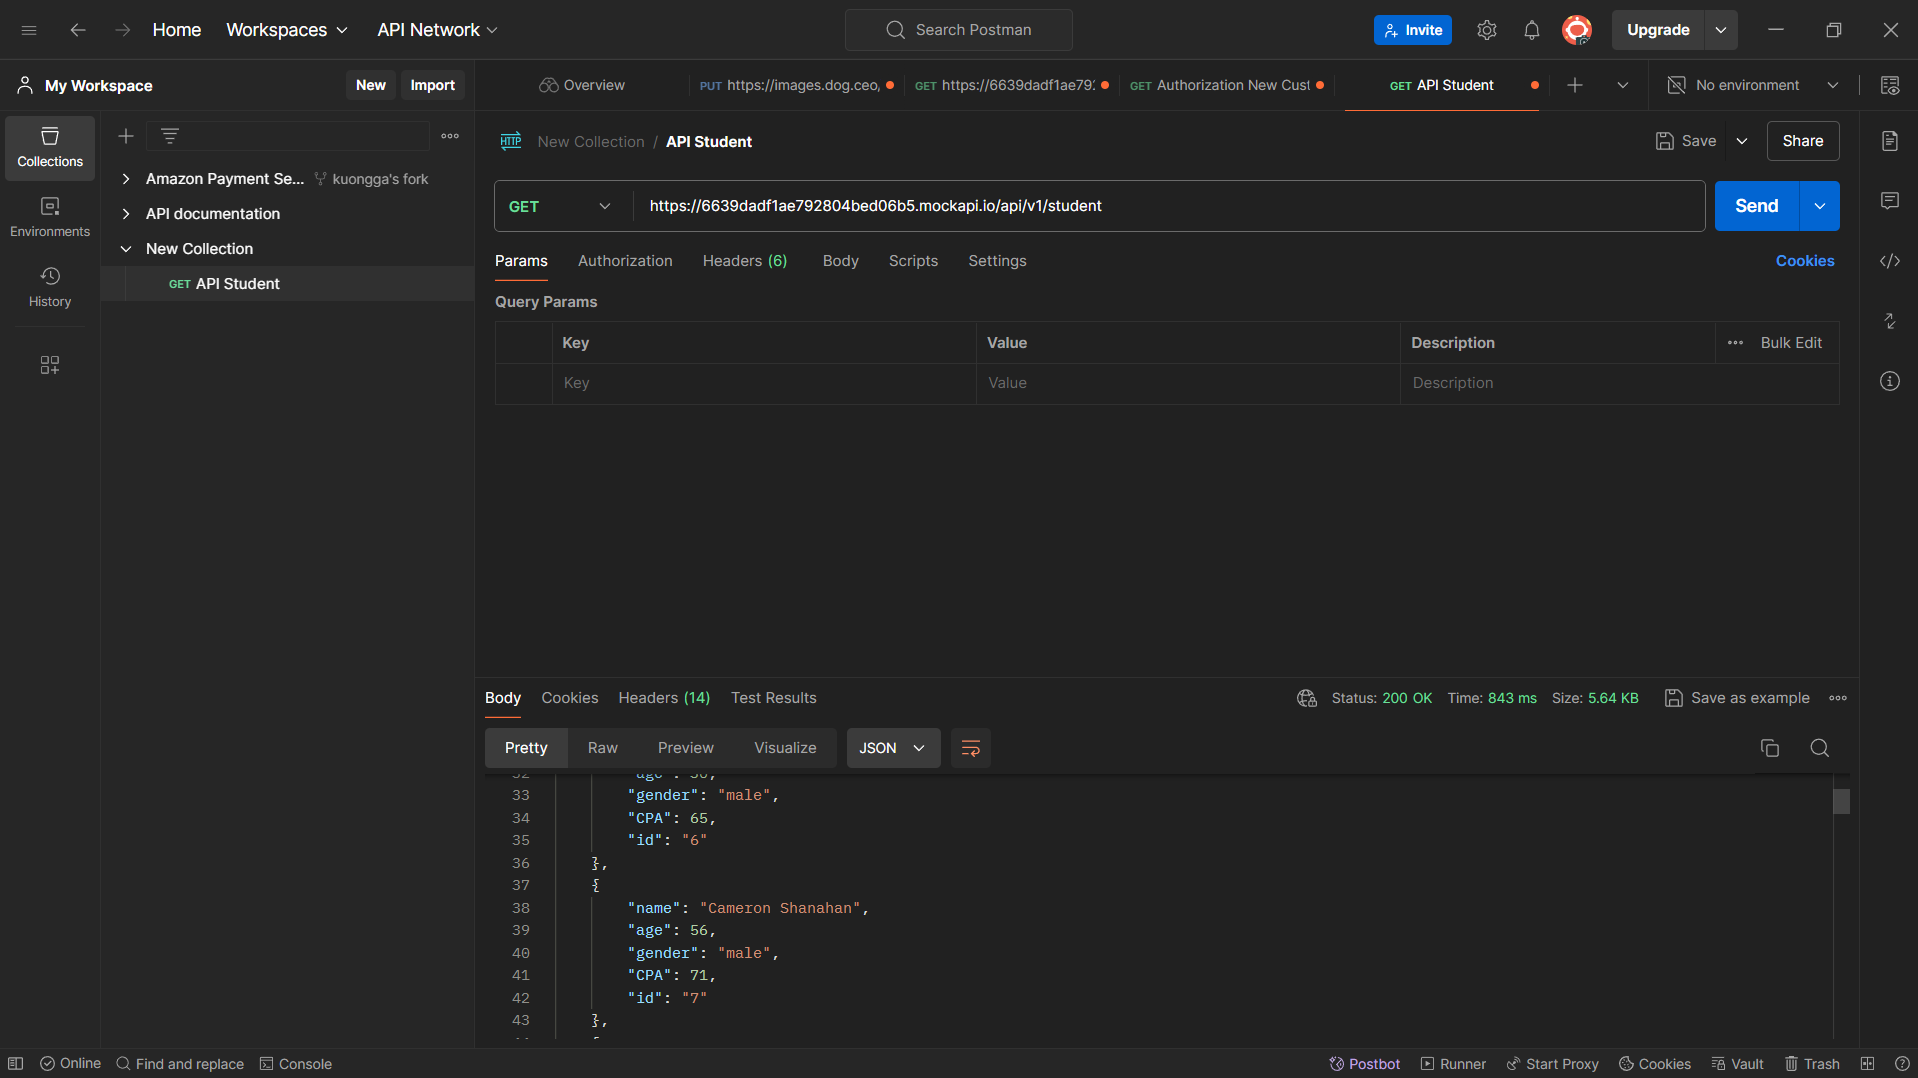 Home
Workspaces
API Network
Search Postman
Invite
Upgrade
My Workspace
New
Import
Overview
PUT https://images.dog.ceo,
GET https://6639dadf1ae792
GET Authorization New Cust
GET API Student
No environment
Collections
Environments
History
Amazon Payment Se...
kuongga's fork
API documentation
New Collection
GET API Student
HTTP
New Collection / API Student
Save
Share
GET
https://6639dadf1ae792804bed06b5.mockapi.io/api/v1/student
Send
Params
Authorization
Headers (6)
Body
Scripts
Settings
Cookies
Query Params
Key
Value
Description
Bulk Edit
Key
Value
Description
Body
Cookies
Headers (14)
Test Results
Status: 200 OK
Time: 843 ms
Size: 5.64 KB
Save as example
Pretty
Raw
Preview
Visualize
JSON
33 "gender": "male",
34 "CPA": 65,
35 "id": "6"
36 },
37 {
38 "name": "Cameron Shanahan",
39 "age": 56,
40 "gender": "male",
41 "CPA": 71,
42 "id": "7"
43 },
Online
Find and replace
Console
Postbot
Runner
Start Proxy
Cookies
Vault
Trash